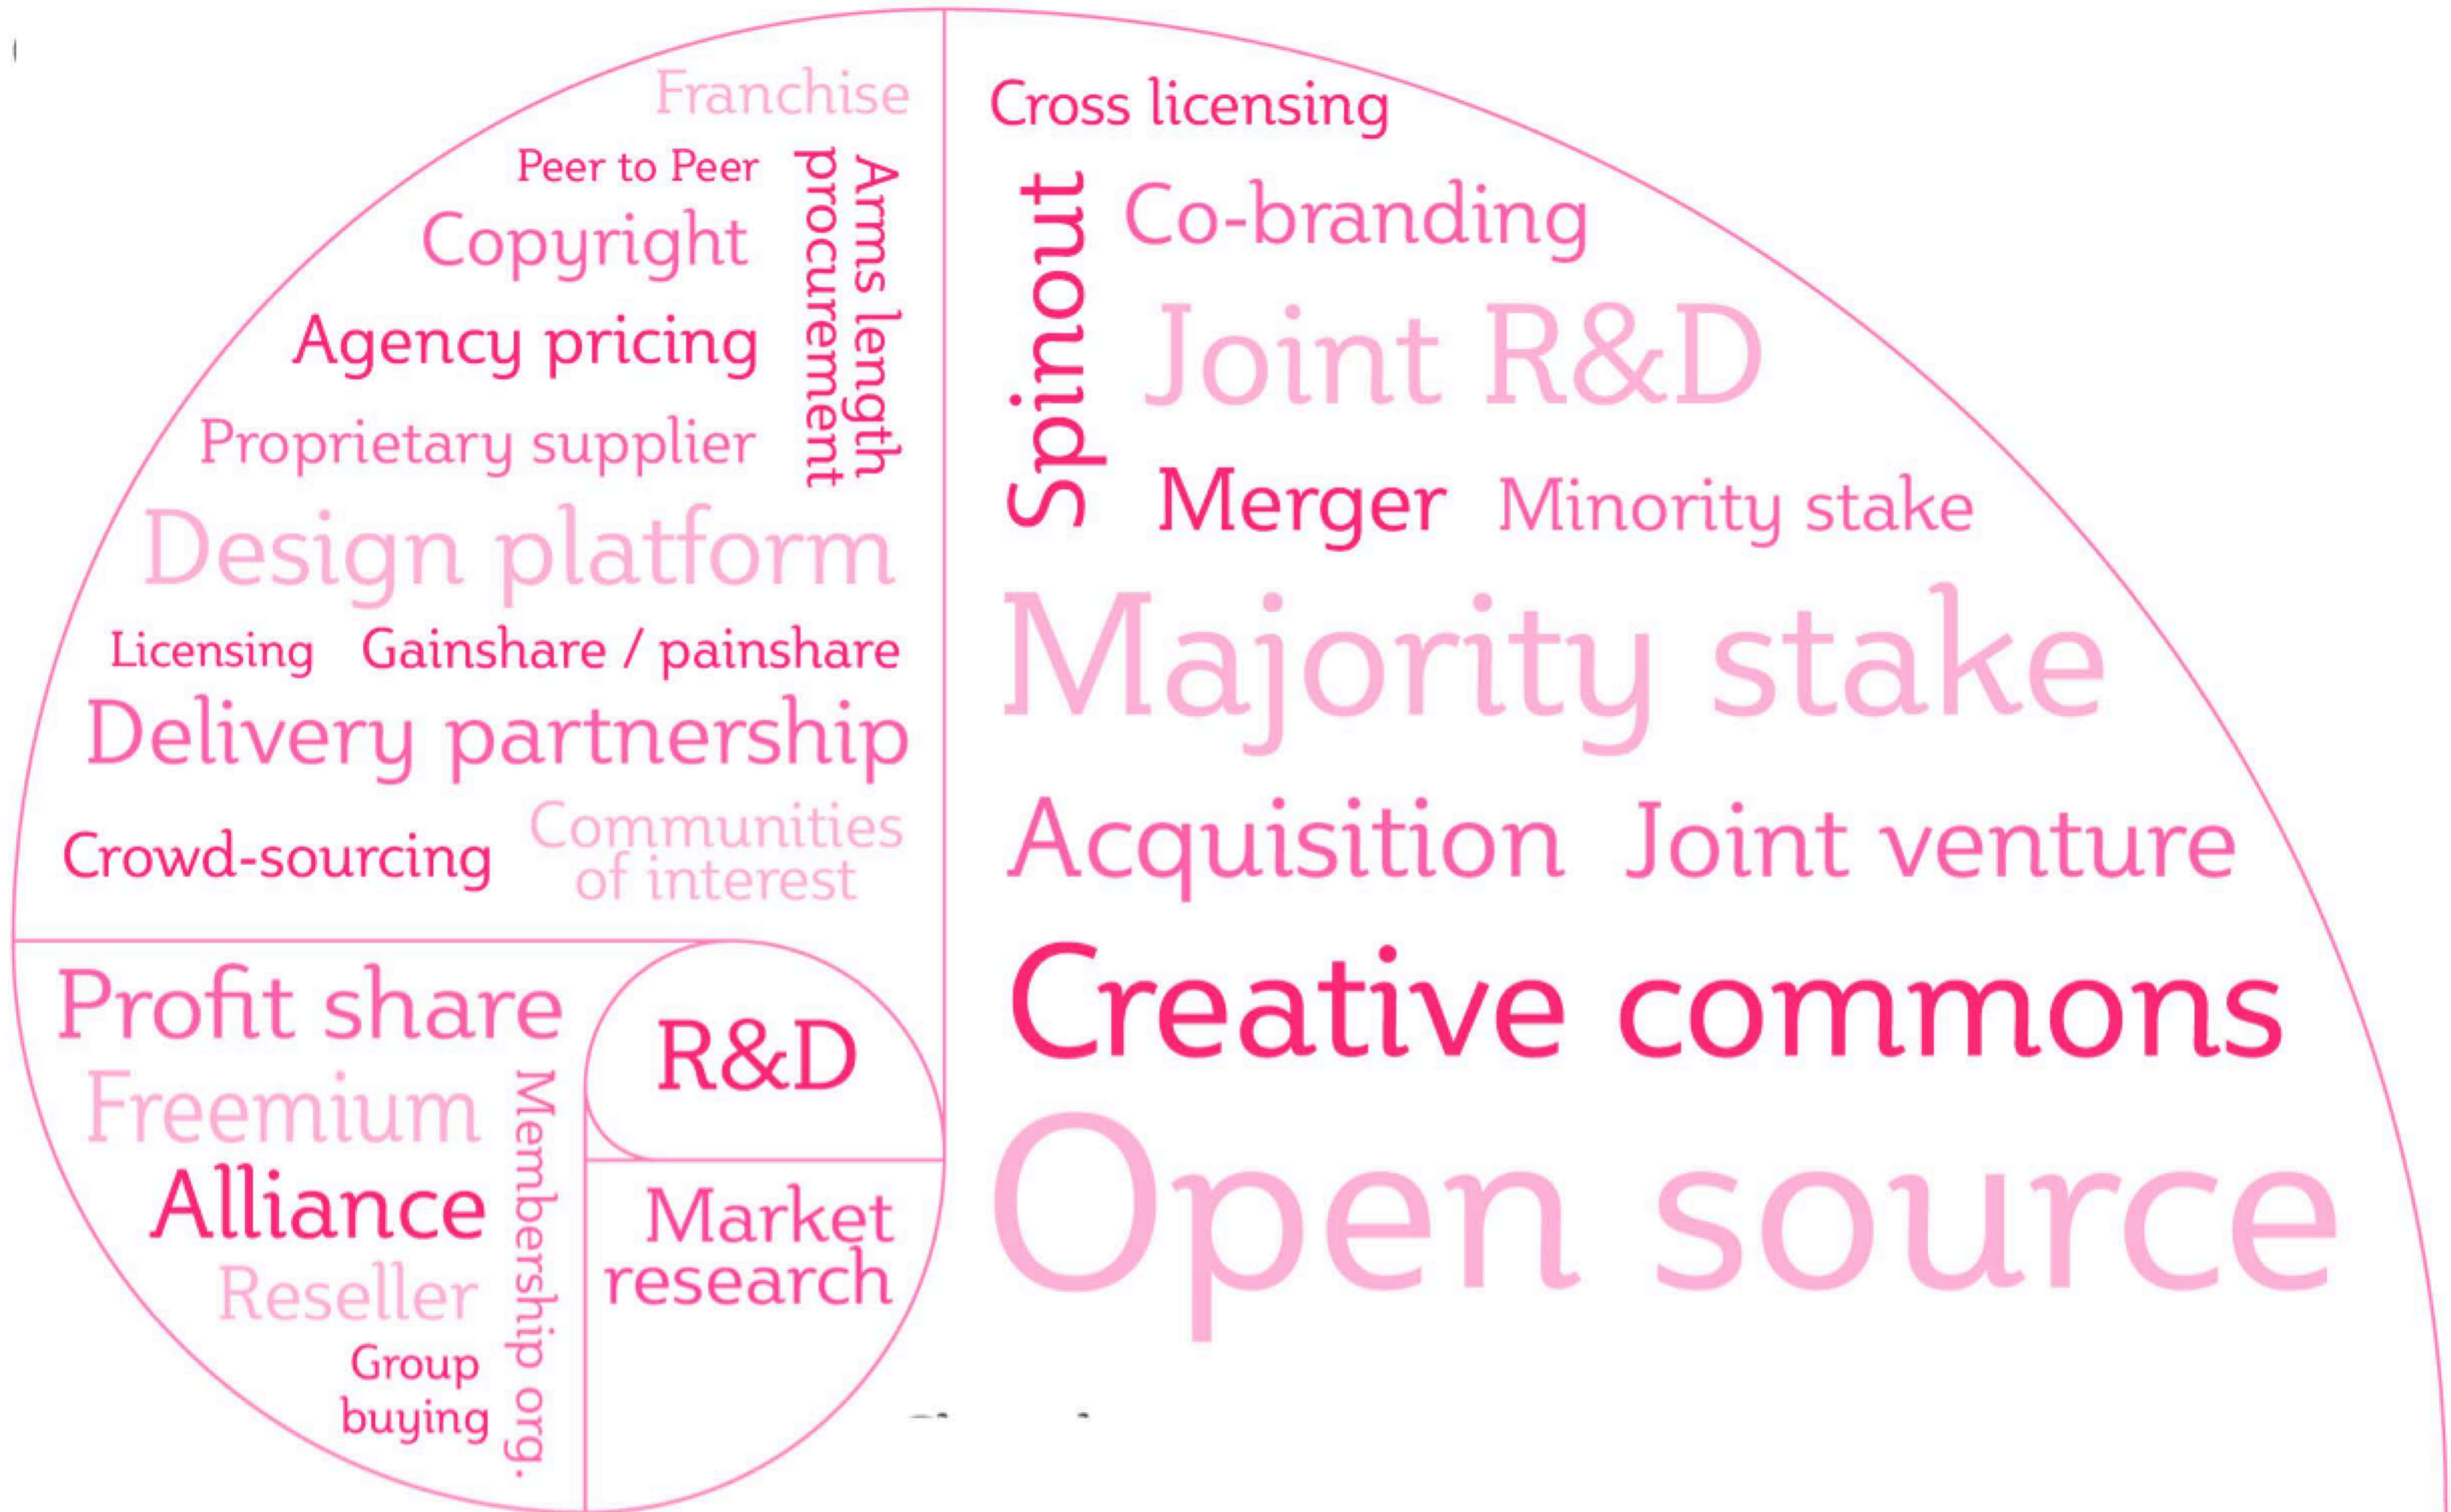 Franchise
Peer to Peer
Arms length
procurement
Copyright
Agency pricing
Proprietary supplier
Design platform
Licensing Gainshare / painshare
Delivery partnership
Crowd-sourcing
Communities
of interest
Profit share
Freemium
Membership org.
Alliance
Reseller
Group
buying
R&D
Market
research
Cross licensing
Spinout
Co-branding
Joint R&D
Merger Minority stake
Majority stake
Acquisition Joint venture
Creative commons
Open source